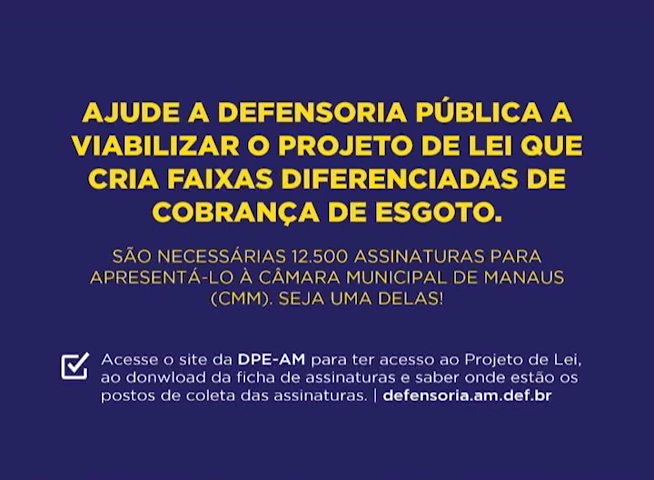 AJUDE A DEFENSORIA PÚBLICA A
VIABILIZAR O PROJETO DE LEI QUE
CRIA FAIXAS DIFERENCIADAS DE
COBRANÇA DE ESGOTO.
SÃO NECESSÁRIAS 12.500 ASSINATURAS PARA
APRESENTÁ-LO À CÂMARA MUNICIPAL DE MANAUS
(CMM). SEJA UMA DELAS!
Acesse o site da DPE-AM para ter acesso ao Projeto de Lei,
ao donwload da ficha de assinaturas e saber onde estão os
postos de coleta das assinaturas. | defensoria.am.def.br